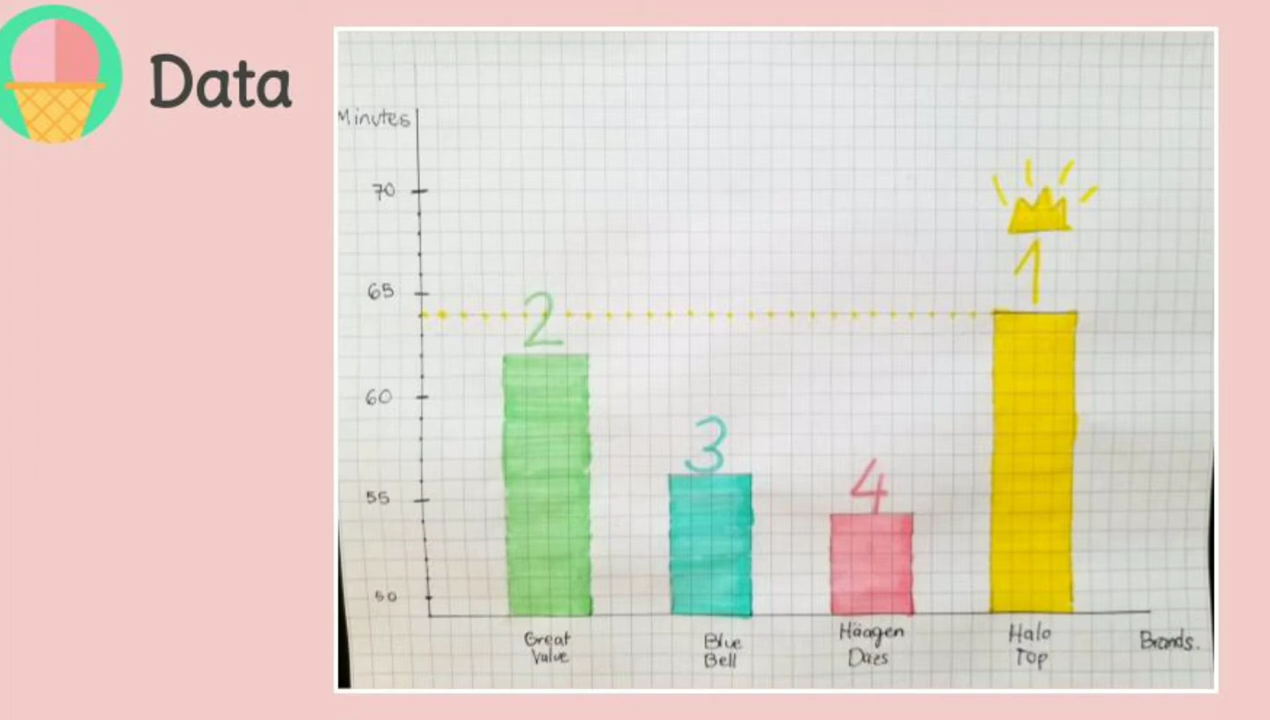 Data
Minutes
70
65
60
55
50
2
3
4
1
Great
Value
Blue
Bell
Häagen
Daes
Halo
Top
Brands.